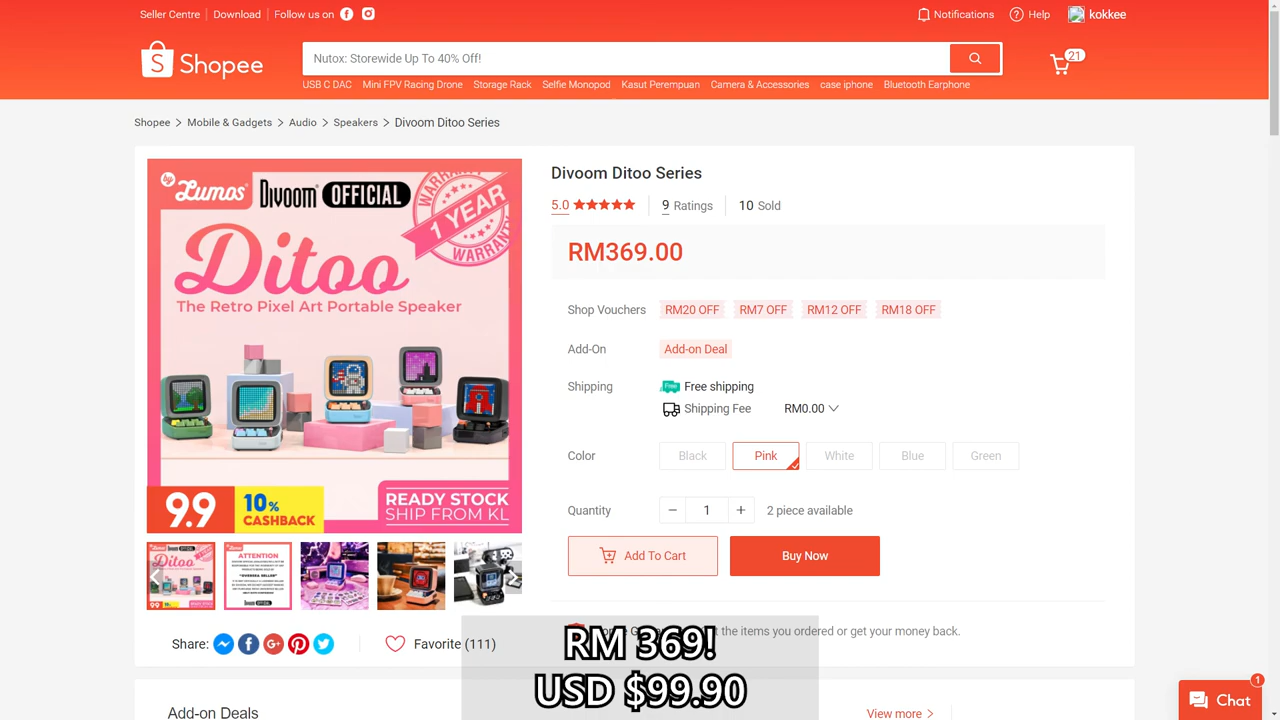 Seller Centre Download Follow us on
Notifications Help kokkee
Shopee
Nutox: Storewide Up To 40% Off!
21
USB C DAC Mini FPV Racing Drone Storage Rack Selfie Monopod Kasut Perempuan Camera & Accessories case iphone Bluetooth Earphone
Shopee > Mobile & Gadgets > Audio > Speakers > Divoom Ditoo Series
by Lumos DIVOOM OFFICIAL
1 YEAR
WARRANTY
Ditoo
The Retro Pixel Art Portable Speaker
9.9
10% CASHBACK
READY STOCK
SHIP FROM KL
Divoom Ditoo Series
5.0 9 Ratings 10 Sold
RM369.00
Shop Vouchers RM20 OFF RM7 OFF RM12 OFF RM18 OFF
Add-On Add-on Deal
Shipping Free shipping
Shipping Fee RM0.00
Color Black Pink White Blue Green
Quantity 1 2 piece available
Add To Cart Buy Now
Ditoo
Lumos
ATTENTION
Share:
Favorite (111)
the items you ordered or get your money back.
RM 369!
USD $99.90
Add-on Deals
View more >
Chat
1